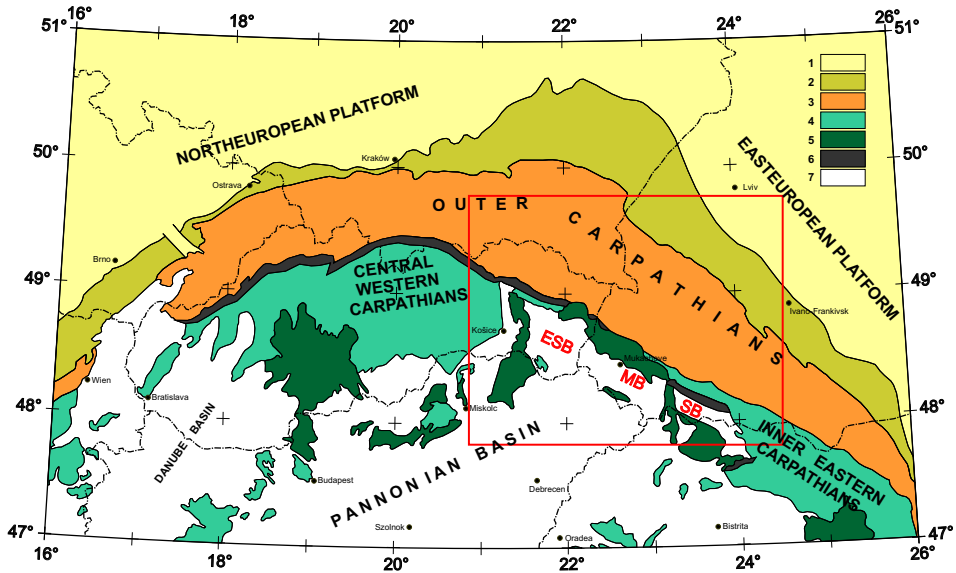 16°
18°
20°
22°
24°
26°
51°
51°
1
2
3
4
5
6
7
NORTHEUROPEAN PLATFORM
EASTEUROPEAN PLATFORM
50°
50°
Kraków
Ostrava
Lviv
OUTER CARPATHIANS
Brno
49°
49°
CENTRAL
WESTERN
CARPATHIANS
Ivano-Frankivsk
Košice
ESB
Mukacheve
MB
SB
Wien
Bratislava
Miskolc
48°
48°
DANUBE BASIN
PANNONIAN BASIN
INNER EASTERN
CARPATHIANS
Budapest
Debrecen
Szolnok
Oradea
Bistrita
47°
47°
16°
18°
20°
22°
24°
26°